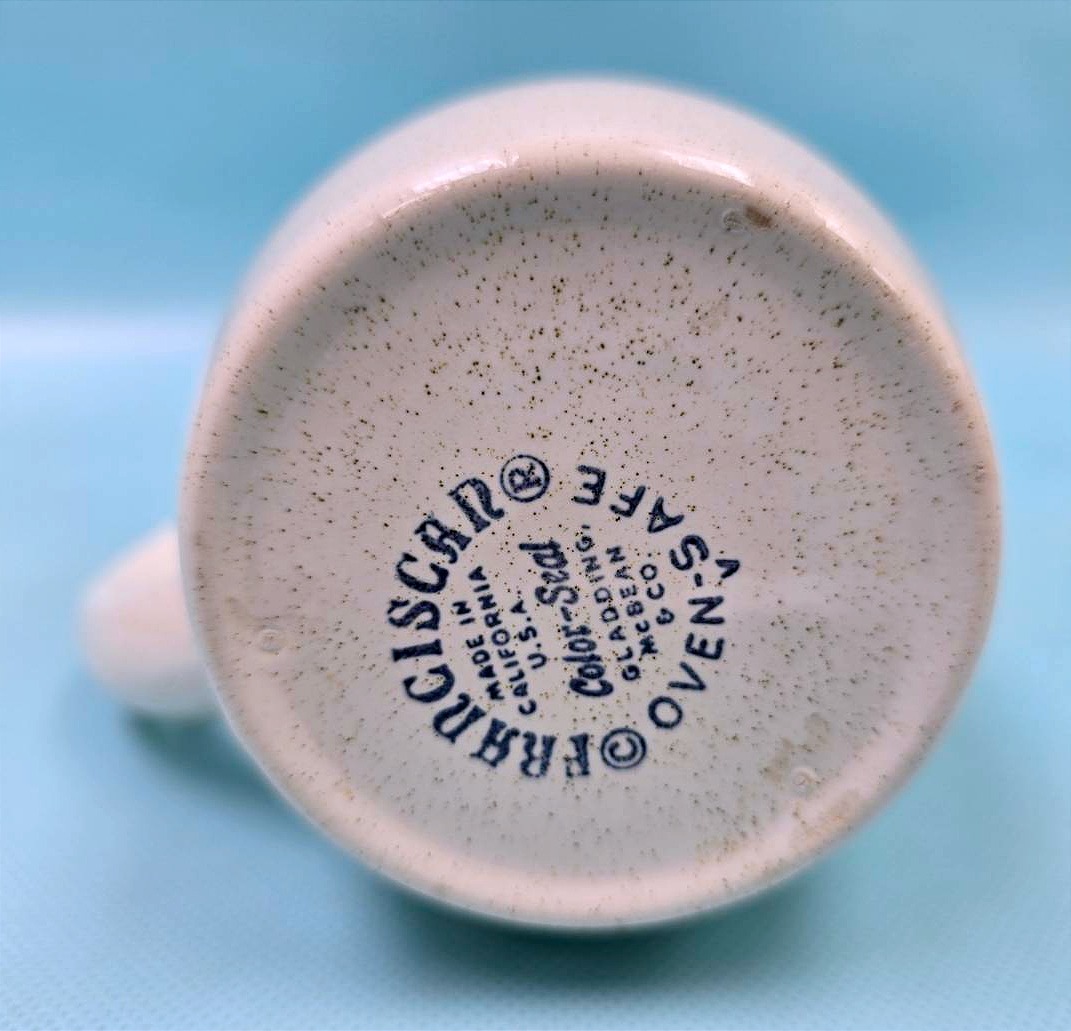 ©FRANCISCAN®
MADE IN
CALIFORNIA
U.S.A.
Color-Seal
GLADDING,
McBEAN
& CO.
OVEN-SAFE